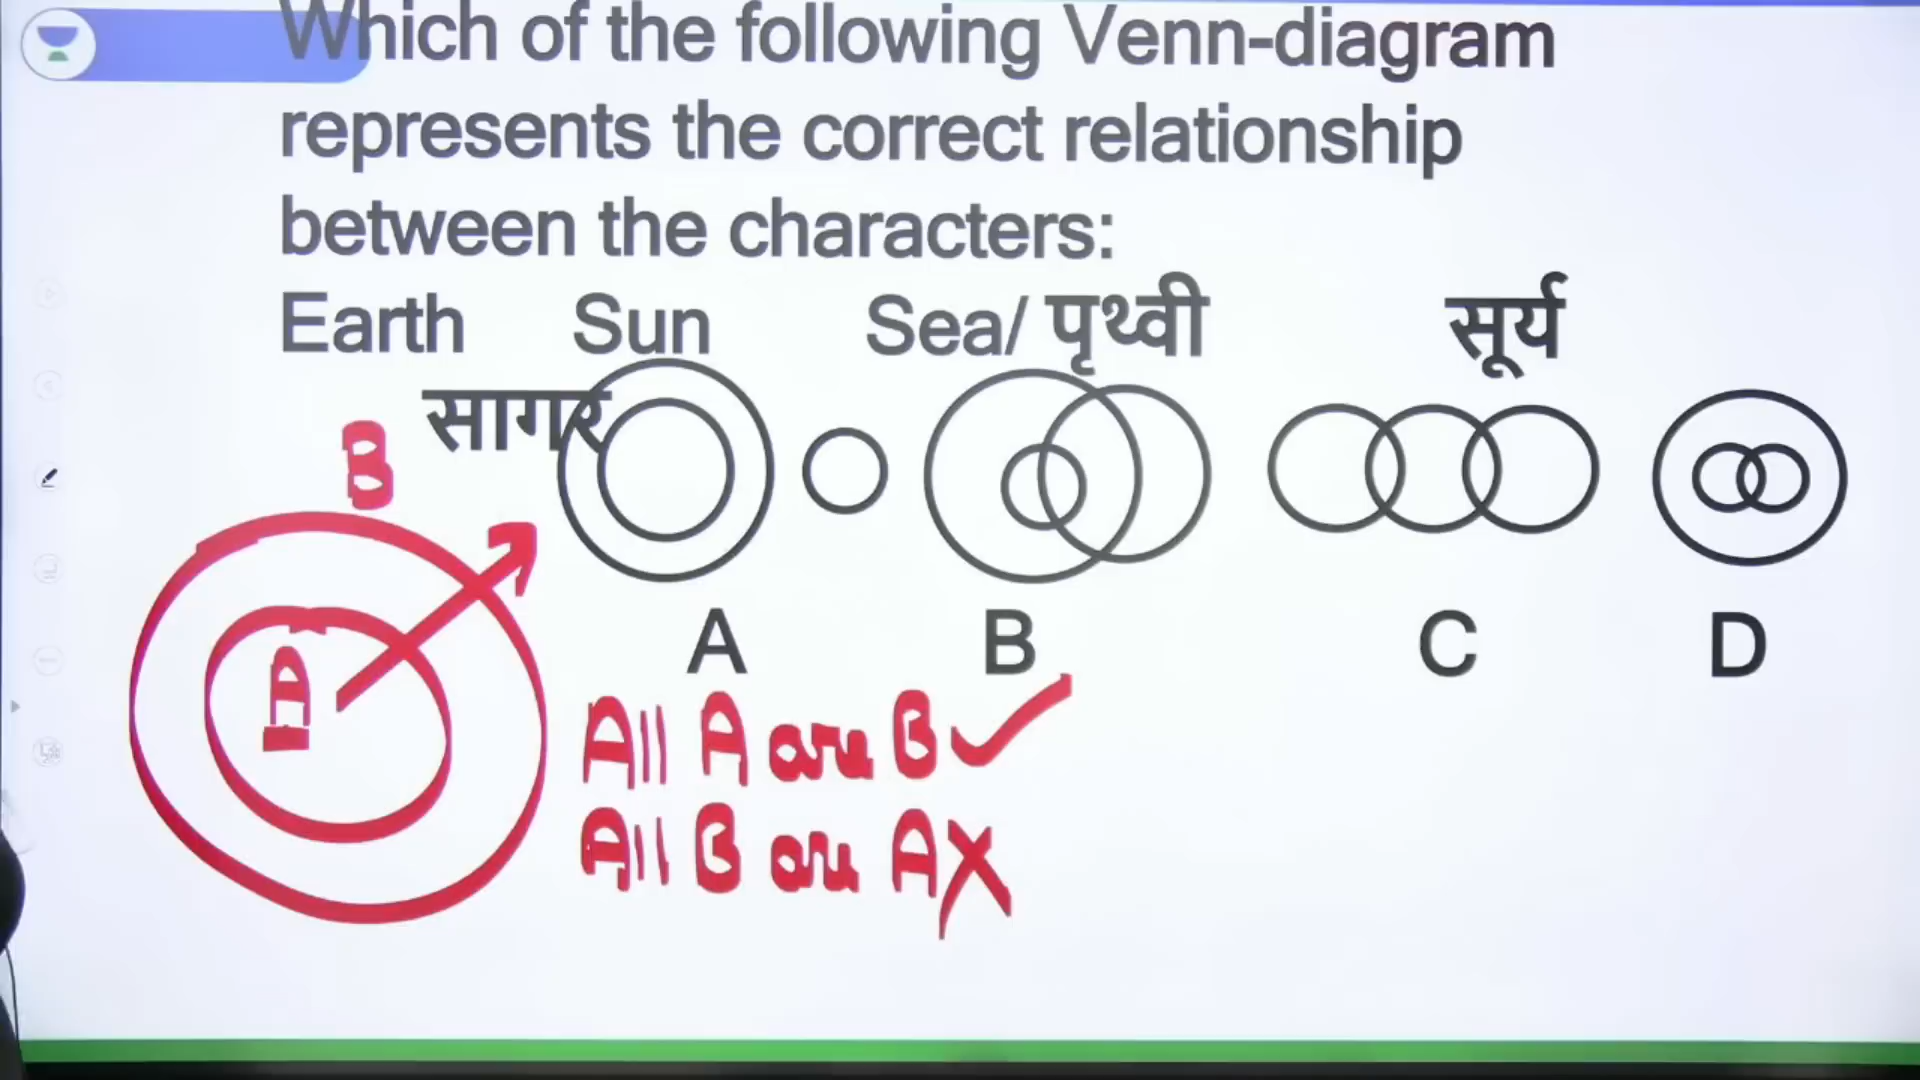 Which of the following Venn-diagram
represents the correct relationship
between the characters:
Earth Sun Sea/ पृथ्वी सूर्य
सागर
B
A
A B C D
All A are B
All B are A